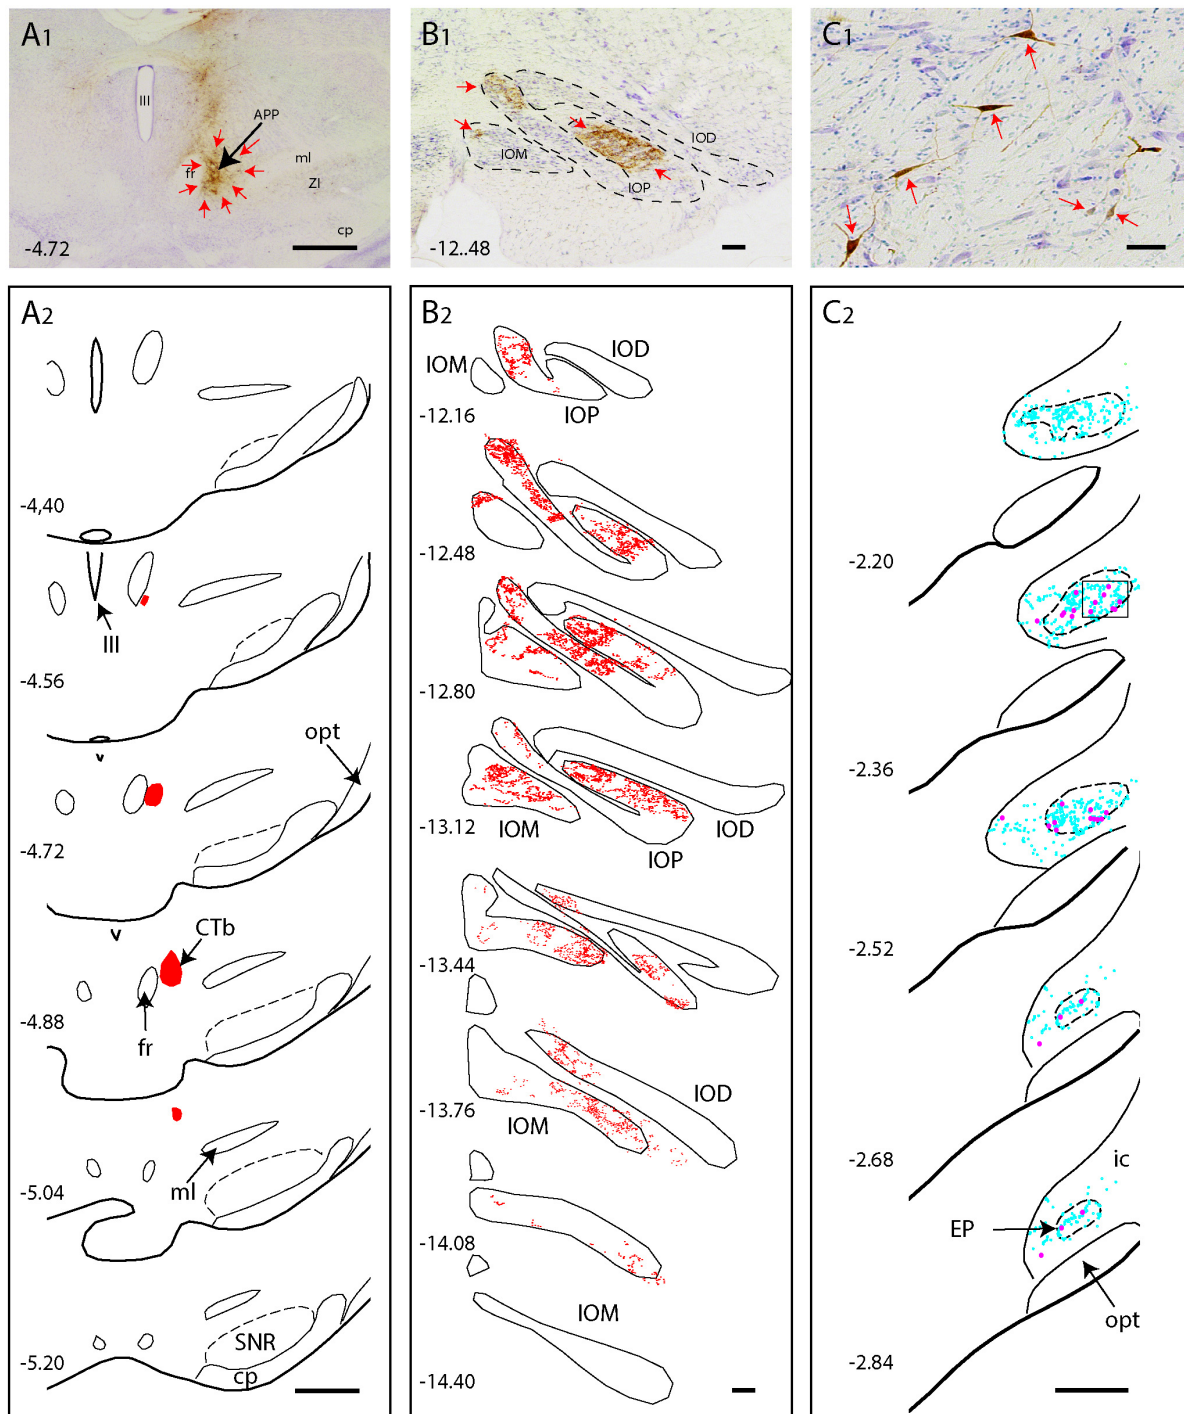 A1
III
APP
fr
ml
ZI
cp
-4.72
B1
IOD
IOM
IOP
-12..48
C1
A2
-4,40
III
-4.56
opt
-4.72
CTb
-4.88
fr
ml
-5.04
SNR
-5.20
cp
B2
IOM
IOD
-12.16
IOP
-12.48
-12.80
-13.12
IOM
IOD
IOP
-13.44
-13.76
IOD
IOM
-14.08
IOM
-14.40
C2
-2.20
-2.36
-2.52
-2.68
ic
EP
opt
-2.84